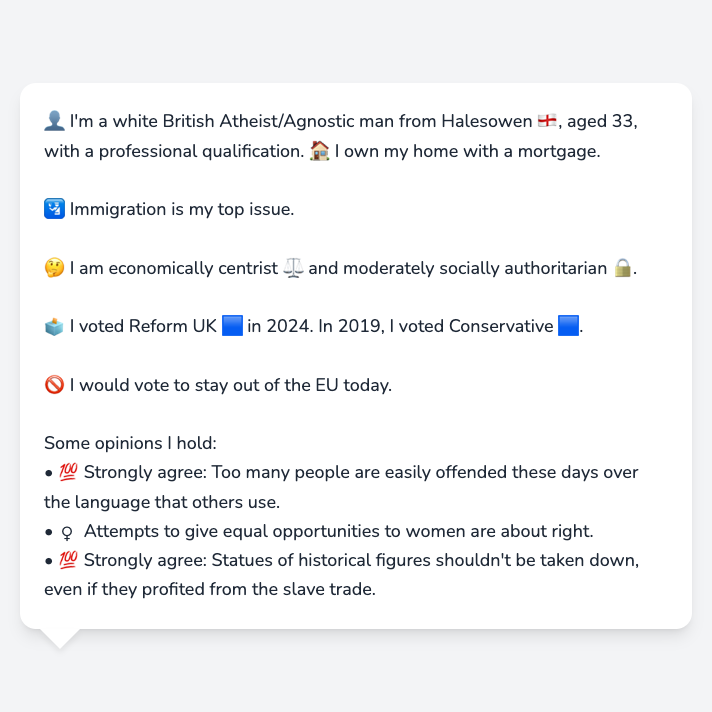 👤 I'm a white British Atheist/Agnostic man from Halesowen 🏴󠁧󠁢󠁥󠁮󠁧󠁿, aged 33,
with a professional qualification. 🏠 I own my home with a mortgage.
🛂 Immigration is my top issue.
🤔 I am economically centrist ⚖️ and moderately socially authoritarian 🔒.
🗳️ I voted Reform UK 🟦 in 2024. In 2019, I voted Conservative 🟦.
🚫 I would vote to stay out of the EU today.
Some opinions I hold:
• 💯 Strongly agree: Too many people are easily offended these days over
the language that others use.
• ♀ Attempts to give equal opportunities to women are about right.
• 💯 Strongly agree: Statues of historical figures shouldn't be taken down,
even if they profited from the slave trade.